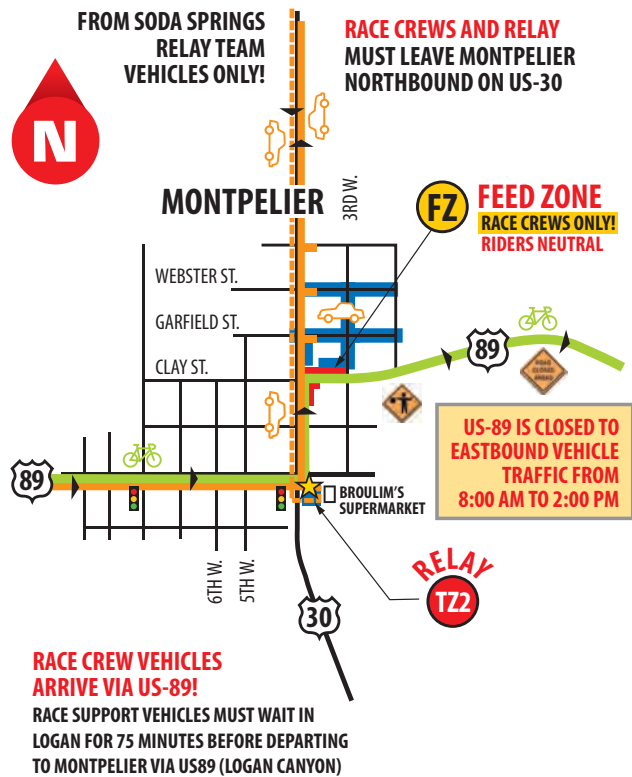 FROM SODA SPRINGS
RELAY TEAM
VEHICLES ONLY!
RACE CREWS AND RELAY
MUST LEAVE MONTPELIER
NORTHBOUND ON US-30
N
MONTPELIER
3RD W.
FZ
FEED ZONE
RACE CREWS ONLY!
RIDERS NEUTRAL
WEBSTER ST.
GARFIELD ST.
CLAY ST.
89
ROAD
CLOSED
AHEAD
US-89 IS CLOSED TO
EASTBOUND VEHICLE
TRAFFIC FROM
8:00 AM TO 2:00 PM
89
BROULIM'S
SUPERMARKET
6TH W.
5TH W.
30
RELAY
TZ2
RACE CREW VEHICLES
ARRIVE VIA US-89!
RACE SUPPORT VEHICLES MUST WAIT IN
LOGAN FOR 75 MINUTES BEFORE DEPARTING
TO MONTPELIER VIA US89 (LOGAN CANYON)